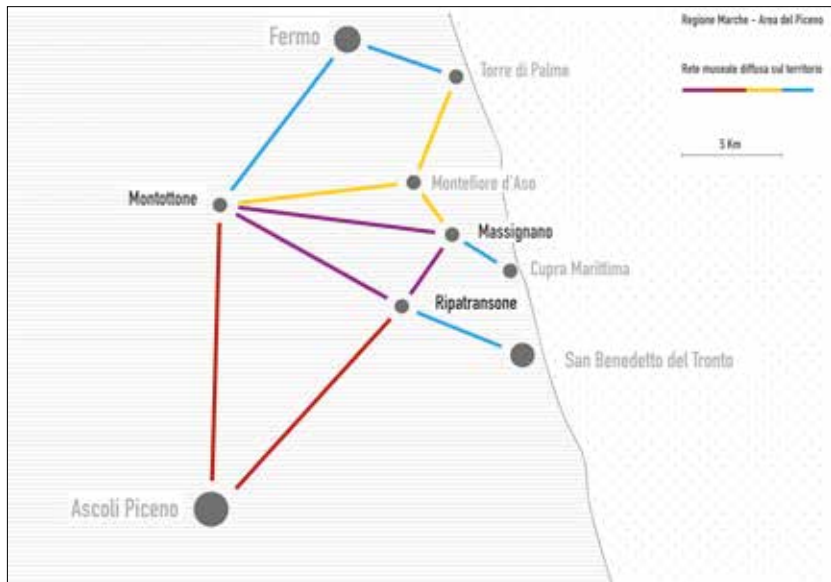 Regione Marche - Area del Piceno
Fermo
Rete museale diffusa sul territorio
Torre di Palme
5 Km
Montefiore d'Aso
Montottone
Massignano
Cupra Marittima
Ripatransone
San Benedetto del Tronto
Ascoli Piceno